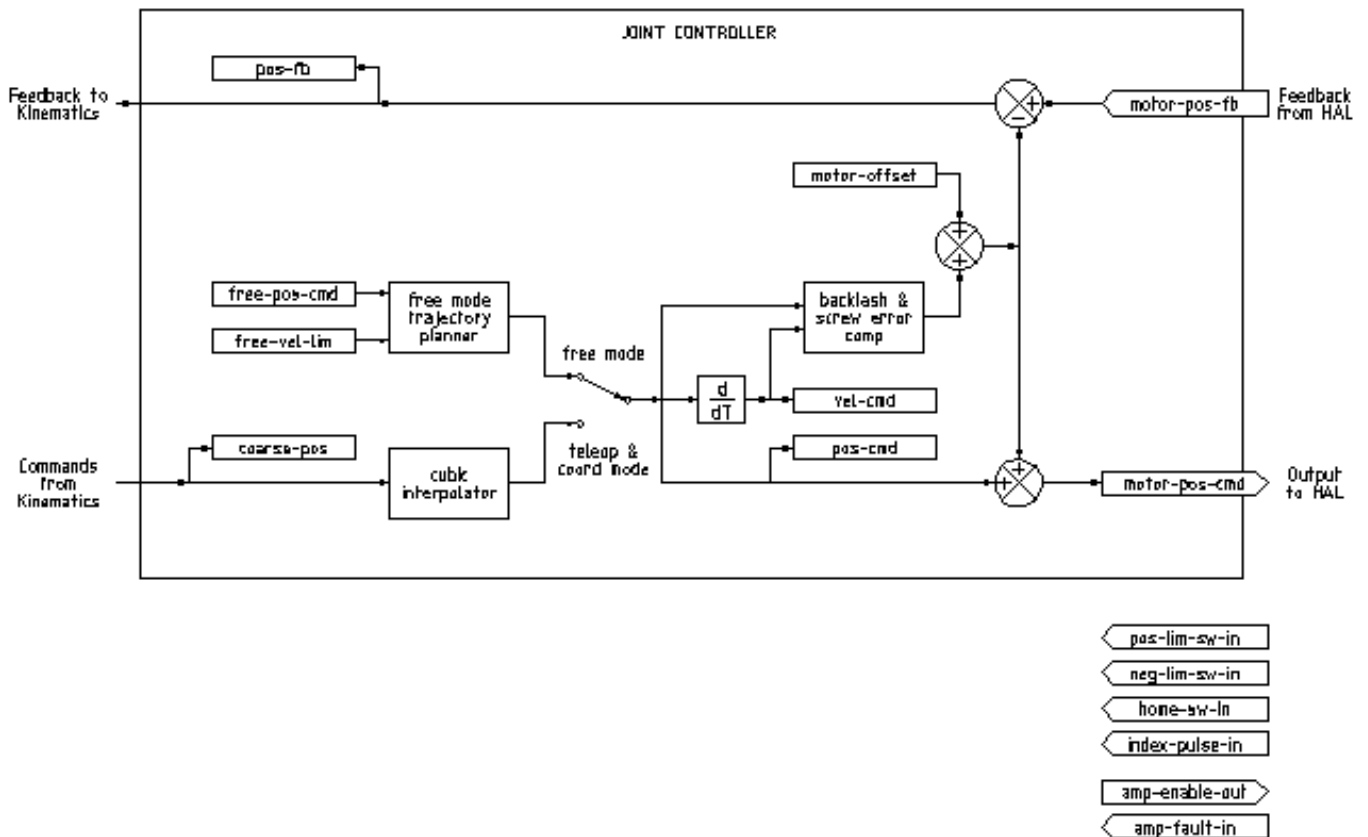 JOINT CONTROLLER
pos-fb
Feedback to
Kinematics
motor-pos-fb
Feedback
from HAL
motor-offset
free-pos-cmd
free-vel-lim
free mode
trajectory
planner
backlash &
screw error
comp
free mode
d
dT
vel-cmd
coarse-pos
teleop &
coord mode
pos-cmd
Commands
from
Kinematics
cubic
interpolator
motor-pos-cmd
Output
to HAL
+
−
+
+
+
+
pos-lim-sw-in
neg-lim-sw-in
home-sw-in
index-pulse-in
amp-enable-out
amp-fault-in